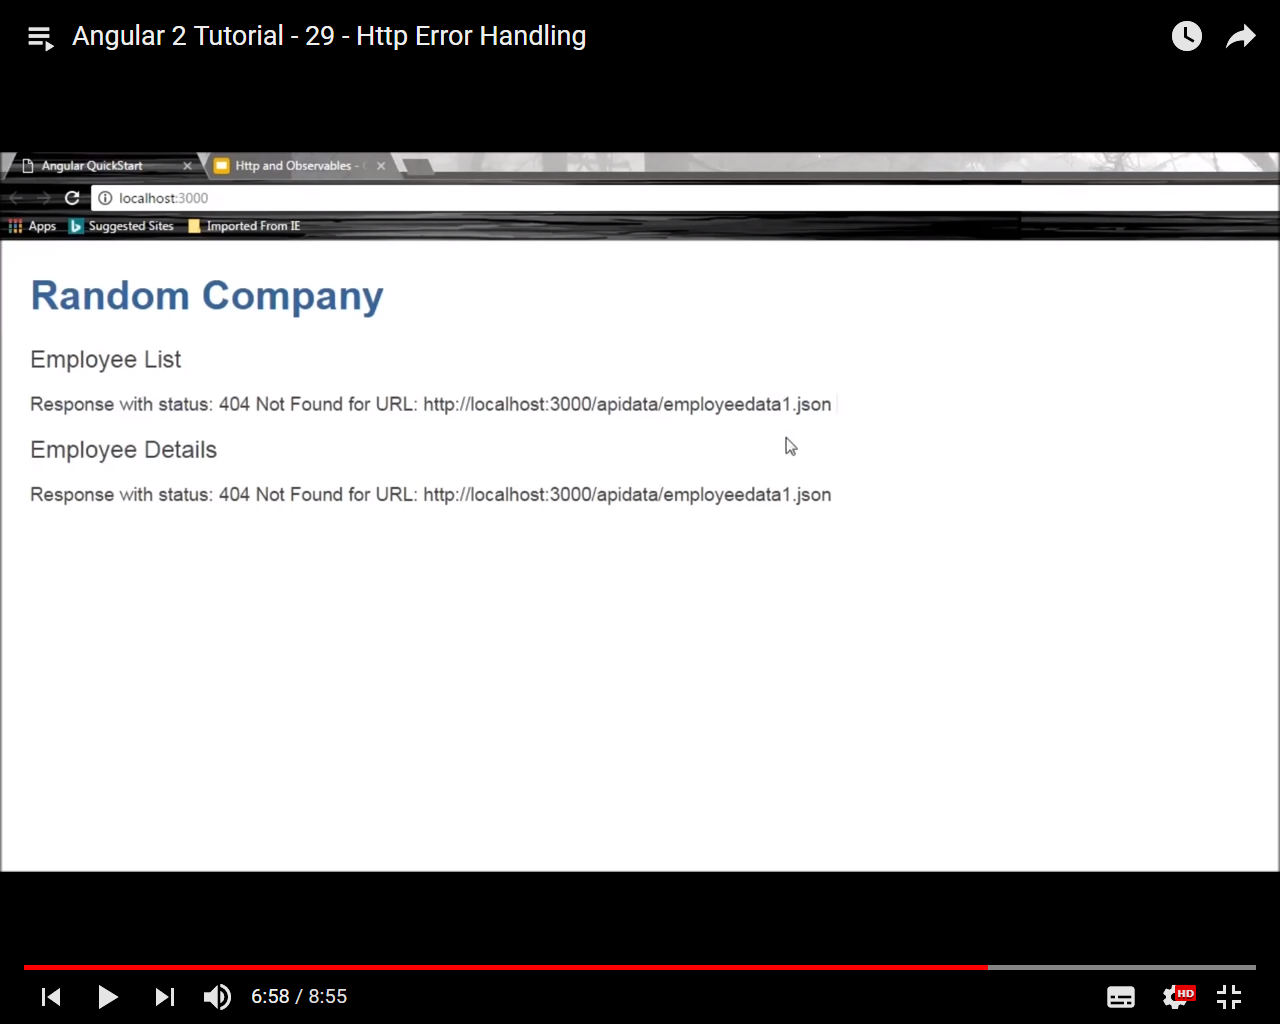 Angular 2 Tutorial - 29 - Http Error Handling
Angular QuickStart
Http and Observables -
localhost:3000
Apps
Suggested Sites
Imported From IE
Random Company
Employee List
Response with status: 404 Not Found for URL: http://localhost:3000/apidata/employeedata1.json
Employee Details
Response with status: 404 Not Found for URL: http://localhost:3000/apidata/employeedata1.json
6:58 / 8:55
HD